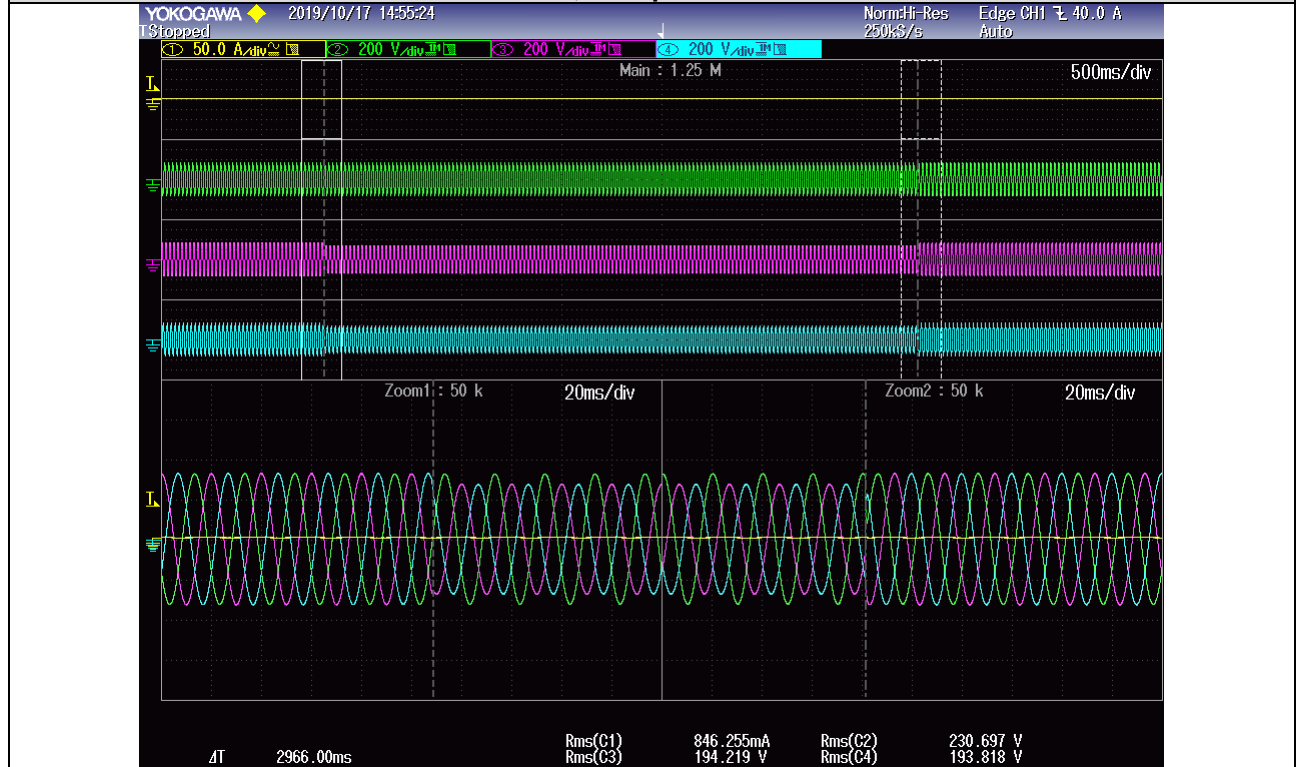 YOKOGAWA 2019/10/17 14:55:24 Norm:Hi-Res Edge CH1 40.0 A
Stopped 250kS/s Auto
1 50.0 A/div 2 200 V/div 3 200 V/div 4 200 V/div
Main : 1.25 M 500ms/div
Zoom1 : 50 k 20ms/div Zoom2 : 50 k 20ms/div
Rms(C1) 846.255mA Rms(C2) 230.697 V
ΔT 2966.00ms Rms(C3) 194.219 V Rms(C4) 193.818 V